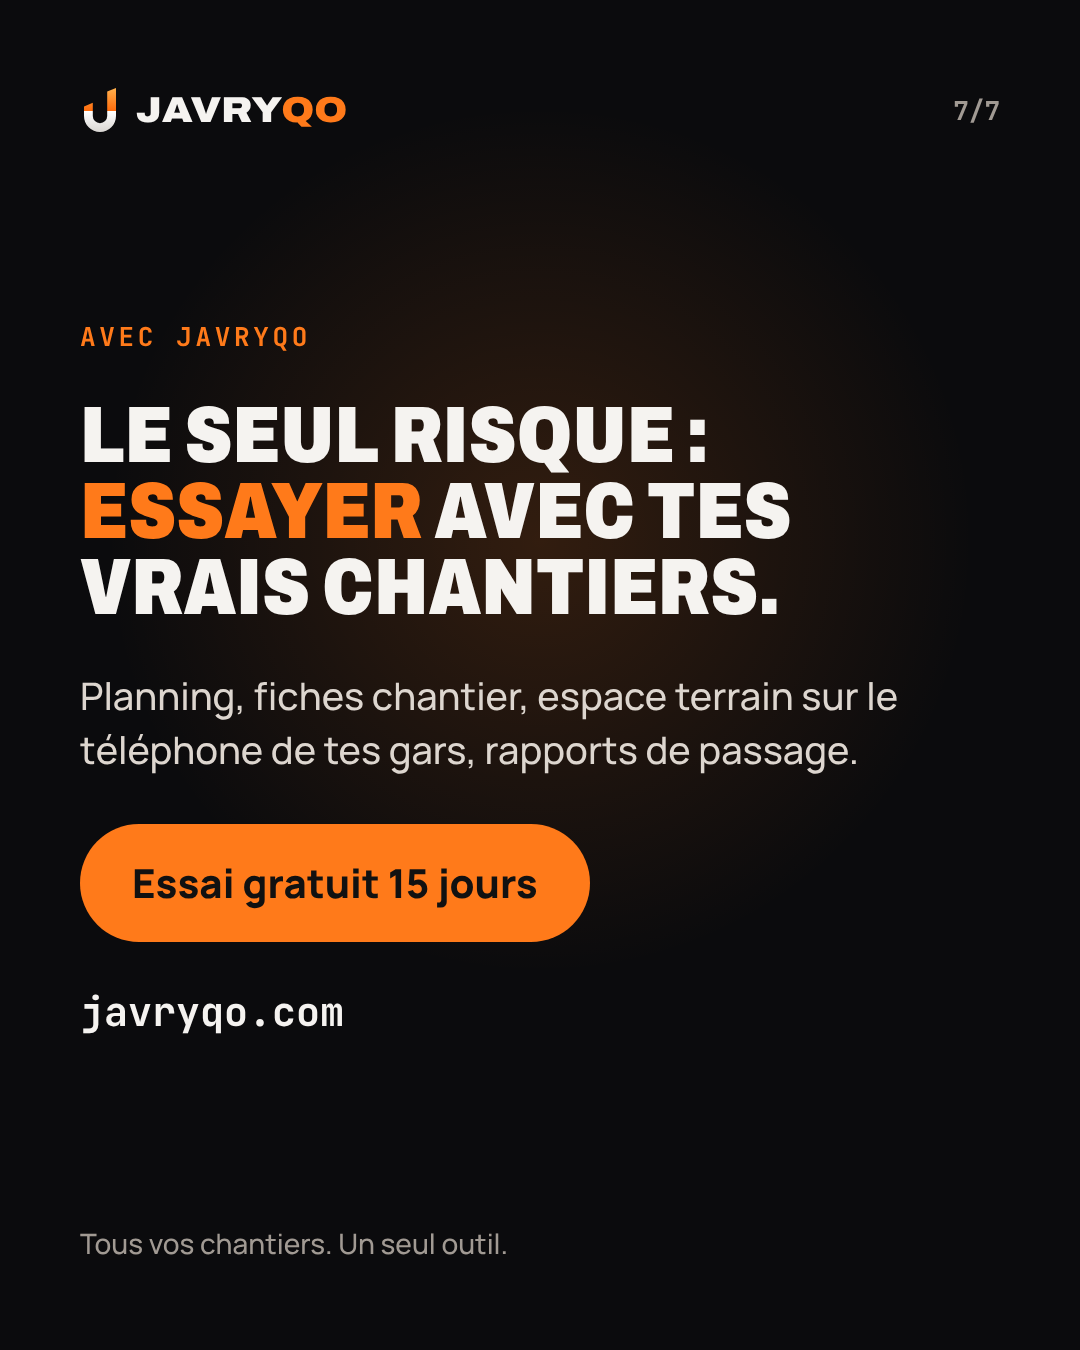 JAVRYQO
7/7
AVEC JAVRYQO
LE SEUL RISQUE :
ESSAYER AVEC TES
VRAIS CHANTIERS.
Planning, fiches chantier, espace terrain sur le
téléphone de tes gars, rapports de passage.
Essai gratuit 15 jours
javryqo.com
Tous vos chantiers. Un seul outil.